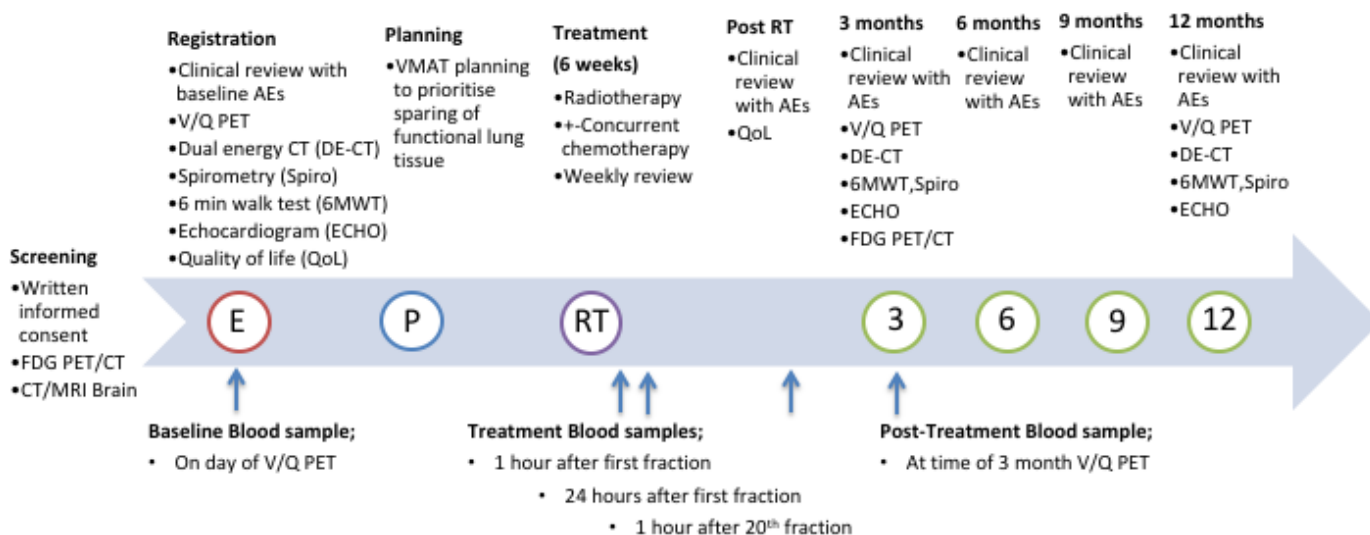 Screening
•Written
informed
consent
•FDG PET/CT
•CT/MRI Brain
Registration
•Clinical review with
baseline AEs
•V/Q PET
•Dual energy CT (DE-CT)
•Spirometry (Spiro)
•6 min walk test (6MWT)
•Echocardiogram (ECHO)
•Quality of life (QoL)
Planning
•VMAT planning
to prioritise
sparing of
functional lung
tissue
Treatment
(6 weeks)
•Radiotherapy
•+-Concurrent
chemotherapy
•Weekly review
Post RT
•Clinical
review
with AEs
•QoL
3 months
•Clinical
review with
AEs
•V/Q PET
•DE-CT
•6MWT,Spiro
•ECHO
•FDG PET/CT
6 months
•Clinical
review
with AEs
9 months
•Clinical
review
with AEs
12 months
•Clinical
review with
AEs
•V/Q PET
•DE-CT
•6MWT,Spiro
•ECHO
E
P
RT
3
6
9
12
Baseline Blood sample;
• On day of V/Q PET
Treatment Blood samples;
• 1 hour after first fraction
• 24 hours after first fraction
• 1 hour after 20th fraction
Post-Treatment Blood sample;
• At time of 3 month V/Q PET